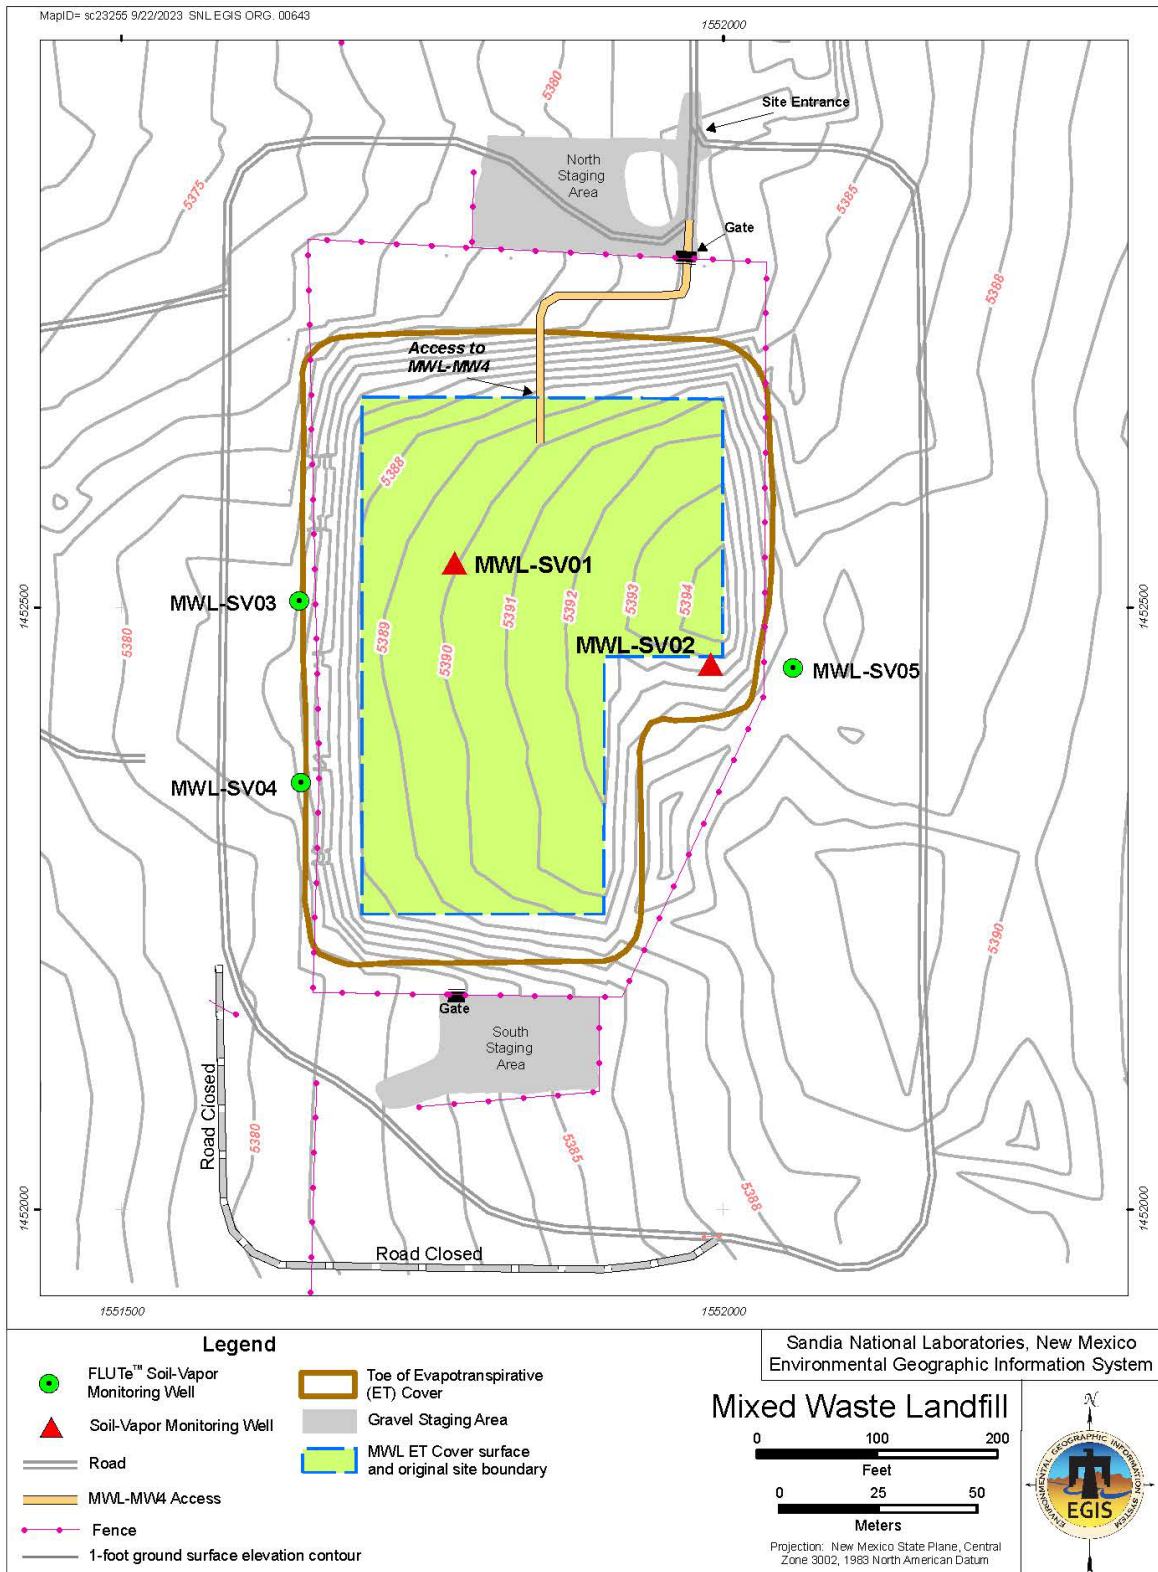 MapID= sc23255 9/22/2023 SNL EGIS ORG. 00643
1552000
5380
Site Entrance
North
Staging
Area
5375
5385
Gate
5388
Access to
MWL-MW4
5388
MWL-SV01
MWL-SV03
1452500
1452500
5380
5389
5390
5391
5392
5393
5394
MWL-SV02
MWL-SV05
MWL-SV04
5390
Gate
South
Staging
Area
Road Closed
5380
5385
5388
1452000
1452000
Road Closed
1551500
1552000
Legend
FLUTe™ Soil-Vapor
Monitoring Well
Soil-Vapor Monitoring Well
Road
MWL-MW4 Access
Fence
1-foot ground surface elevation contour
Toe of Evapotranspirative
(ET) Cover
Gravel Staging Area
MWL ET Cover surface
and original site boundary
Sandia National Laboratories, New Mexico
Environmental Geographic Information System
Mixed Waste Landfill
0 100 200
Feet
0 25 50
Meters
Projection: New Mexico State Plane, Central
Zone 3002, 1983 North American Datum
N
ENVIRONMENTAL GEOGRAPHIC INFORMATION SYSTEM
EGIS